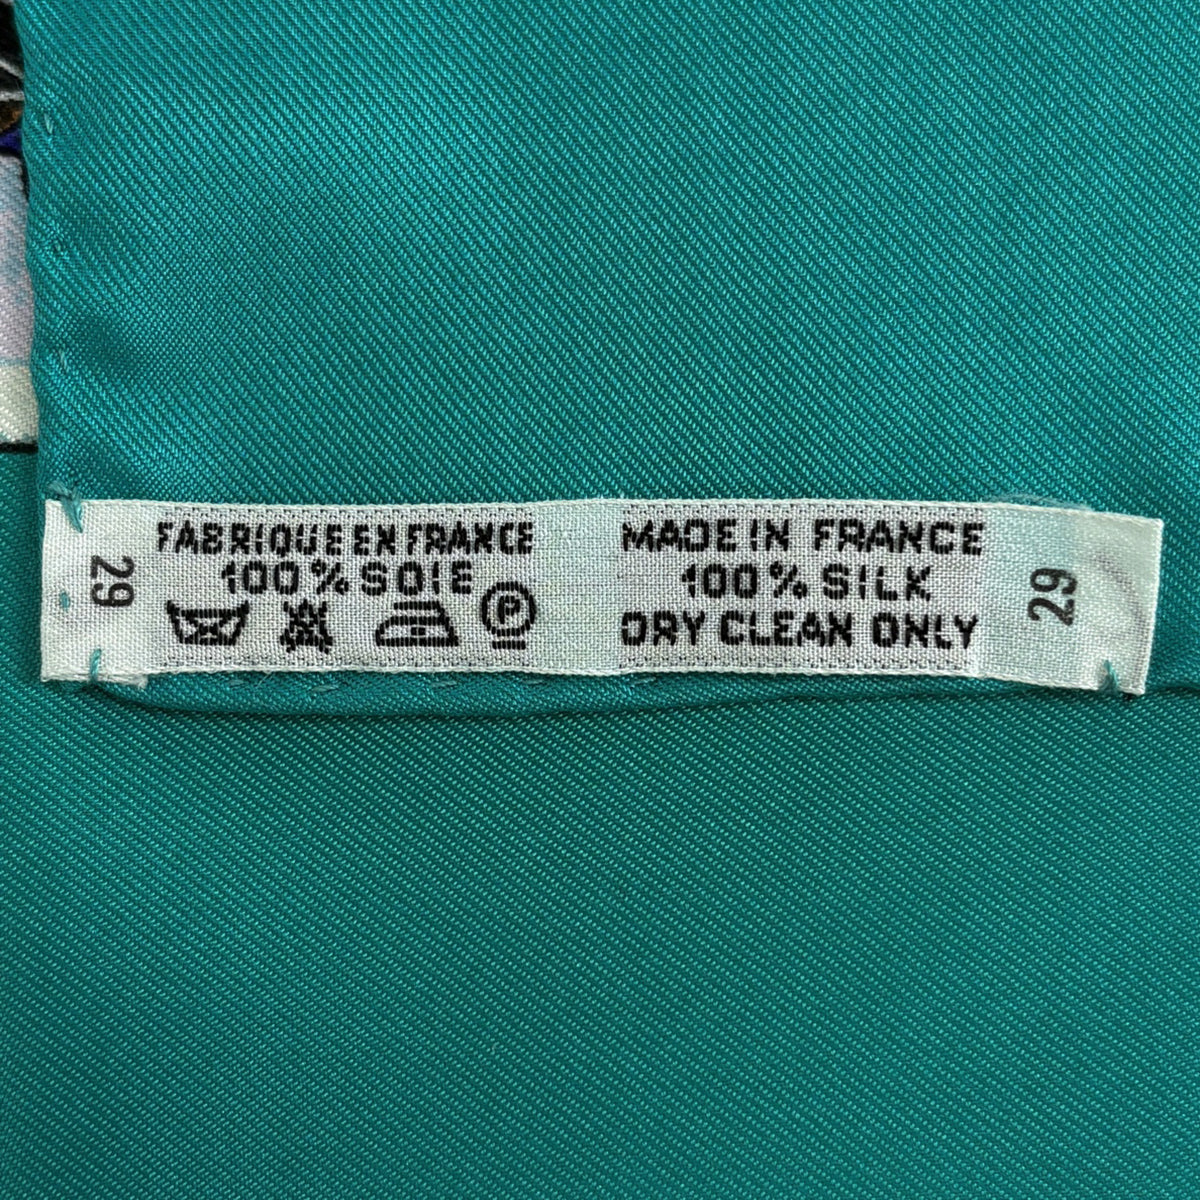 29
FABRIQUE EN FRANCE
100 % SOIE
P
MADE IN FRANCE
100 % SILK
DRY CLEAN ONLY
29